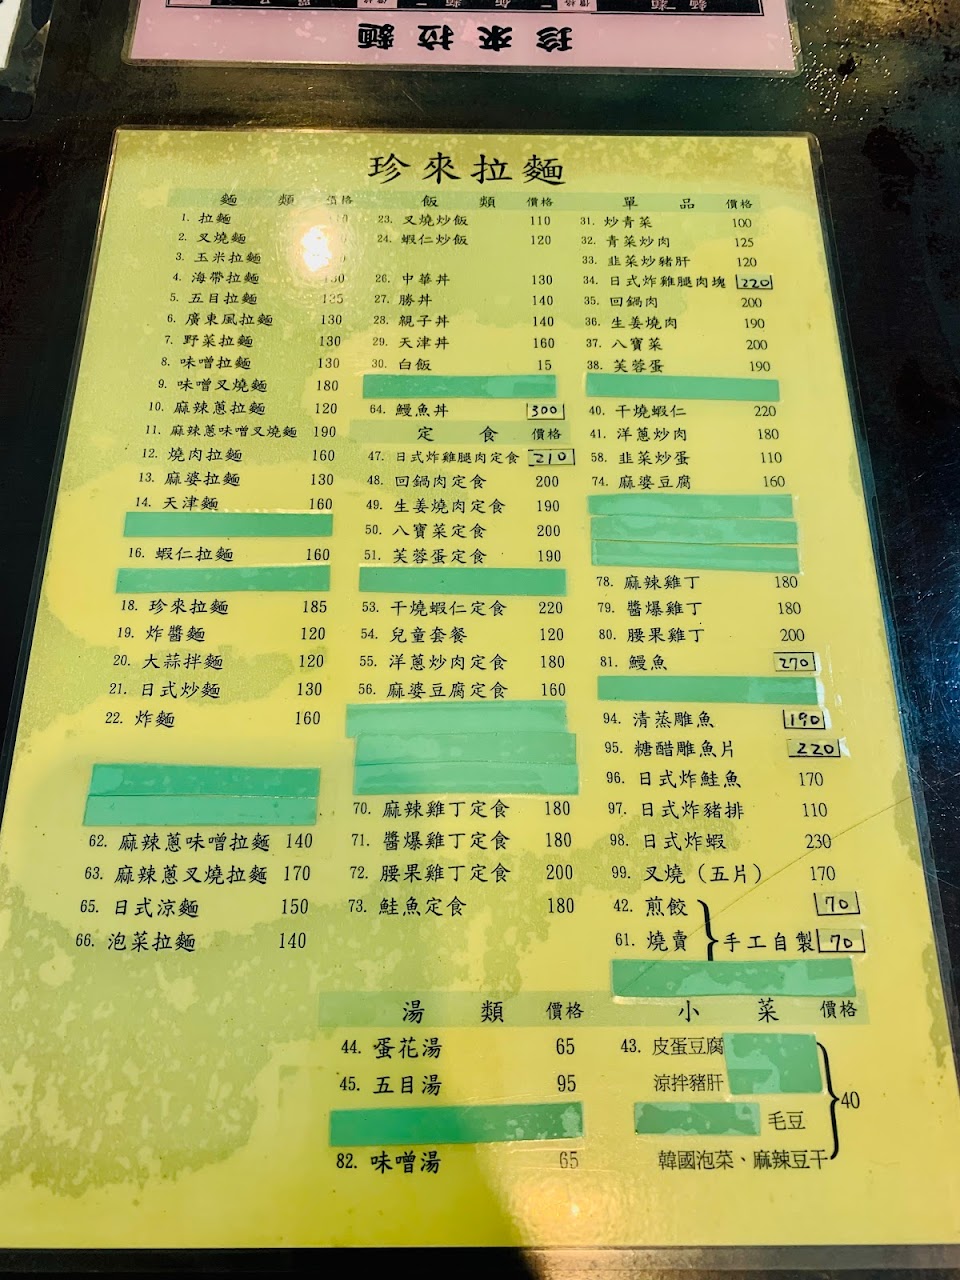 珍來拉麵
珍來拉麵
麵 類 價格
1. 拉麵
2. 叉燒麵
3. 玉米拉麵
4. 海帶拉麵
5. 五目拉麵 135
6. 廣東風拉麵 130
7. 野菜拉麵 130
8. 味噌拉麵 130
9. 味噌叉燒麵 180
10. 麻辣蔥拉麵 120
11. 麻辣蔥味噌叉燒麵 190
12. 燒肉拉麵 160
13. 麻婆拉麵 130
14. 天津麵 160
16. 蝦仁拉麵 160
18. 珍來拉麵 185
19. 炸醬麵 120
20. 大蒜拌麵 120
21. 日式炒麵 130
22. 炸麵 160
62. 麻辣蔥味噌拉麵 140
63. 麻辣蔥叉燒拉麵 170
65. 日式涼麵 150
66. 泡菜拉麵 140
飯 類 價格
23. 叉燒炒飯 110
24. 蝦仁炒飯 120
26. 中華丼 130
27. 勝丼 140
28. 親子丼 140
29. 天津丼 160
30. 白飯 15
64. 鰻魚丼 300
定 食 價格
47. 日式炸雞腿肉定食 210
48. 回鍋肉定食 200
49. 生姜燒肉定食 190
50. 八寶菜定食 200
51. 芙蓉蛋定食 190
53. 干燒蝦仁定食 220
54. 兒童套餐 120
55. 洋蔥炒肉定食 180
56. 麻婆豆腐定食 160
70. 麻辣雞丁定食 180
71. 醬爆雞丁定食 180
72. 腰果雞丁定食 200
73. 鮭魚定食 180
單 品 價格
31. 炒青菜 100
32. 青菜炒肉 125
33. 韭菜炒豬肝 120
34. 日式炸雞腿肉塊 220
35. 回鍋肉 200
36. 生姜燒肉 190
37. 八寶菜 200
38. 芙蓉蛋 190
40. 干燒蝦仁 220
41. 洋蔥炒肉 180
58. 韭菜炒蛋 110
74. 麻婆豆腐 160
78. 麻辣雞丁 180
79. 醬爆雞丁 180
80. 腰果雞丁 200
81. 鰻魚 270
94. 清蒸雕魚 190
95. 糖醋雕魚片 220
96. 日式炸鮭魚 170
97. 日式炸豬排 110
98. 日式炸蝦 230
99. 叉燒（五片） 170
42. 煎餃 70
61. 燒賣 手工自製 70
湯 類 價格
44. 蛋花湯 65
45. 五目湯 95
82. 味噌湯 65
小 菜 價格
43. 皮蛋豆腐
涼拌豬肝
40
毛豆
韓國泡菜、麻辣豆干